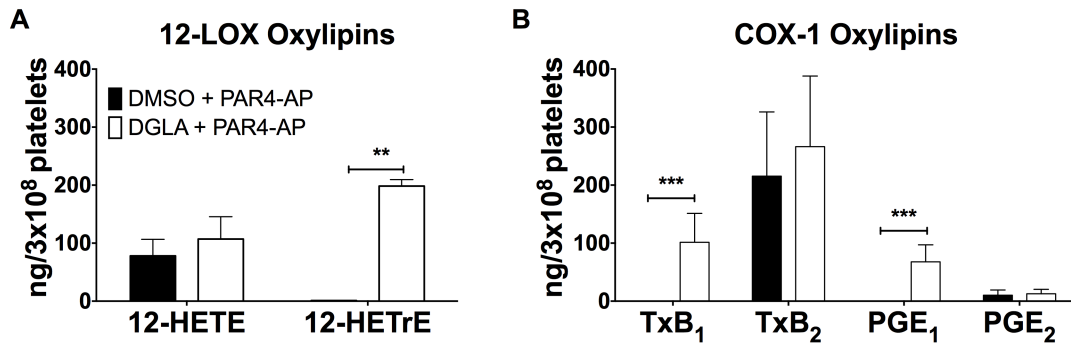 A
12-LOX Oxylipins
ng/3x10⁸ platelets
400
300
200
100
0
DMSO + PAR4-AP
DGLA + PAR4-AP
**
12-HETE
12-HETrE
B
COX-1 Oxylipins
ng/3x10⁸ platelets
400
300
200
100
0
***
***
TxB₁
TxB₂
PGE₁
PGE₂